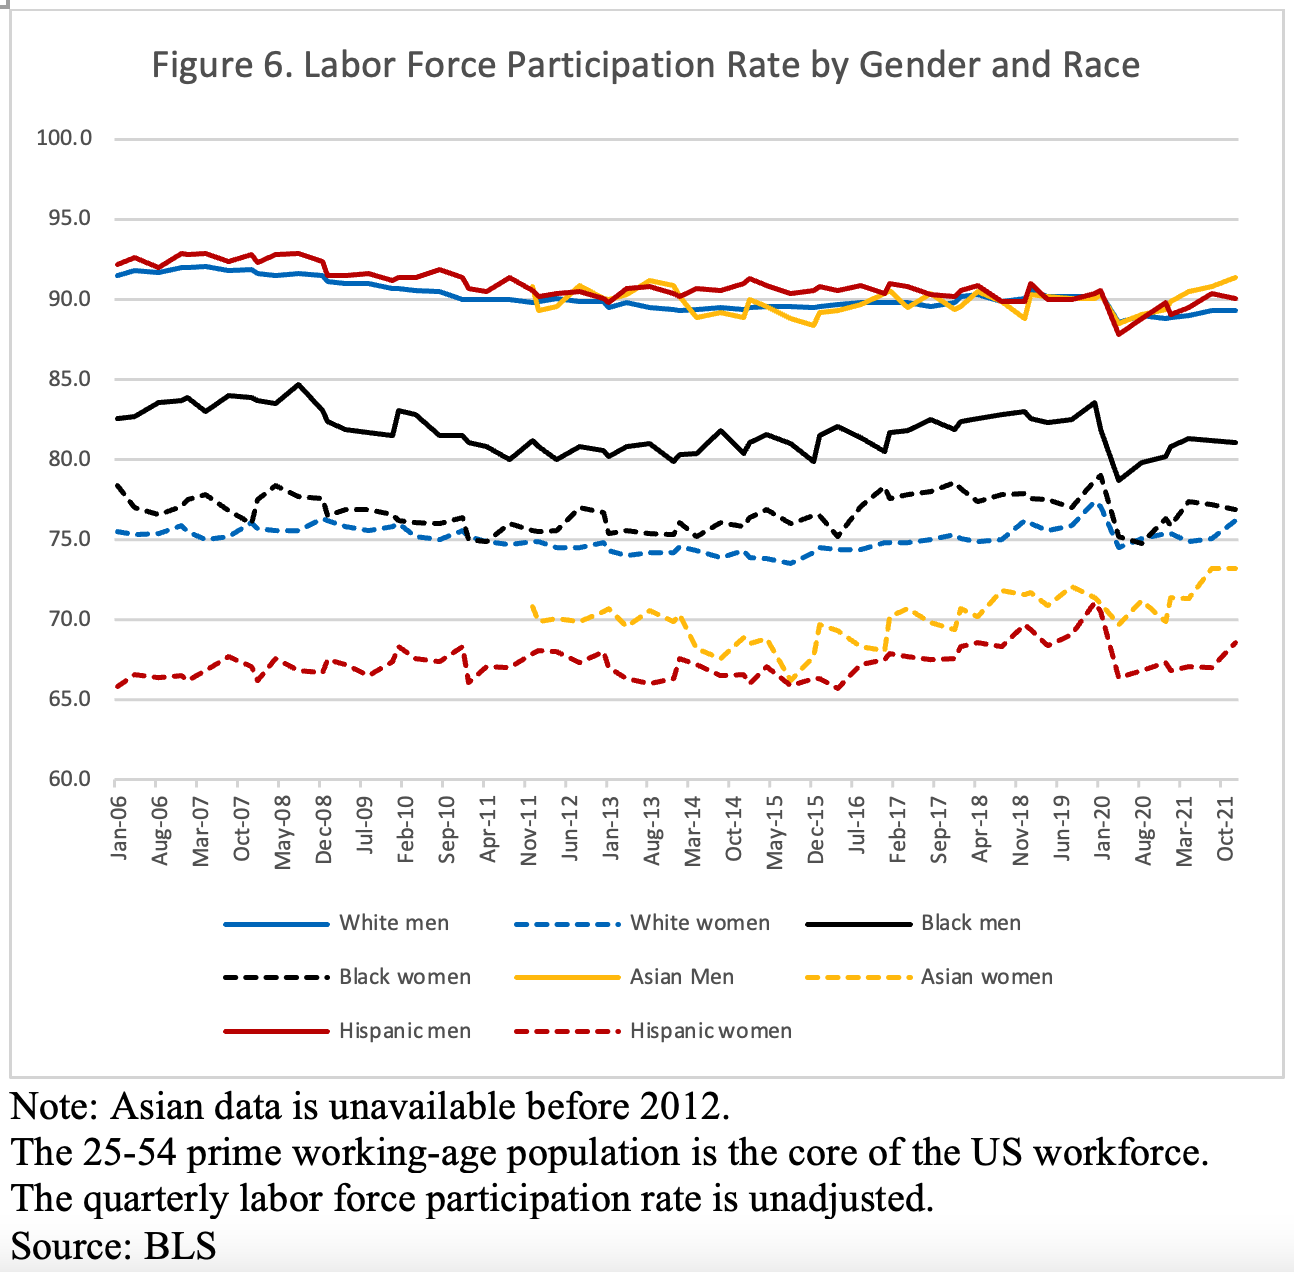 Figure 6. Labor Force Participation Rate by Gender and Race
100.0
95.0
90.0
85.0
80.0
75.0
70.0
65.0
60.0
Jan-06 Aug-06 Mar-07 Oct-07 May-08 Dec-08 Jul-09 Feb-10 Sep-10 Apr-11 Nov-11 Jun-12 Jan-13 Aug-13 Mar-14 Oct-14 May-15 Dec-15 Jul-16 Feb-17 Sep-17 Apr-18 Nov-18 Jun-19 Jan-20 Aug-20 Mar-21 Oct-21
White men White women Black men
Black women Asian Men Asian women
Hispanic men Hispanic women
Note: Asian data is unavailable before 2012.
The 25-54 prime working-age population is the core of the US workforce.
The quarterly labor force participation rate is unadjusted.
Source: BLS